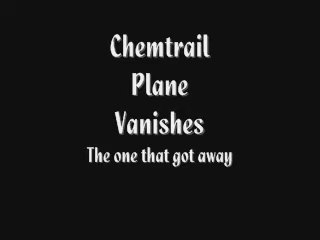 Chemtrail
Plane
Vanishes
The one that got away